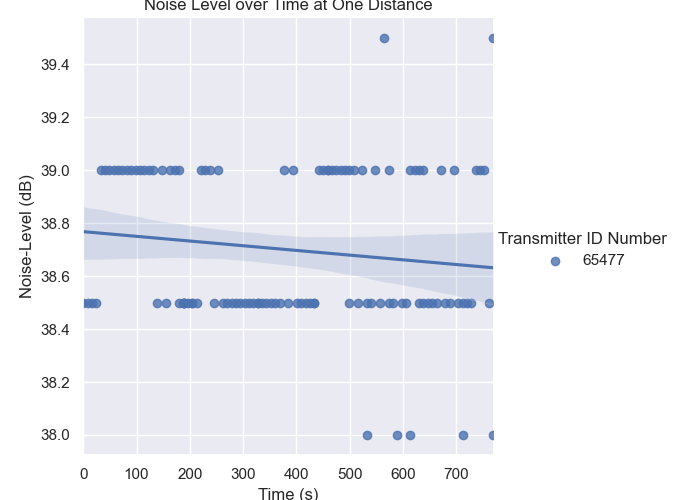 Noise Level over Time at One Distance
39.4
39.2
39.0
38.8
38.6
38.4
38.2
38.0
Noise-Level (dB)
0 100 200 300 400 500 600 700
Time (s)
Transmitter ID Number
65477